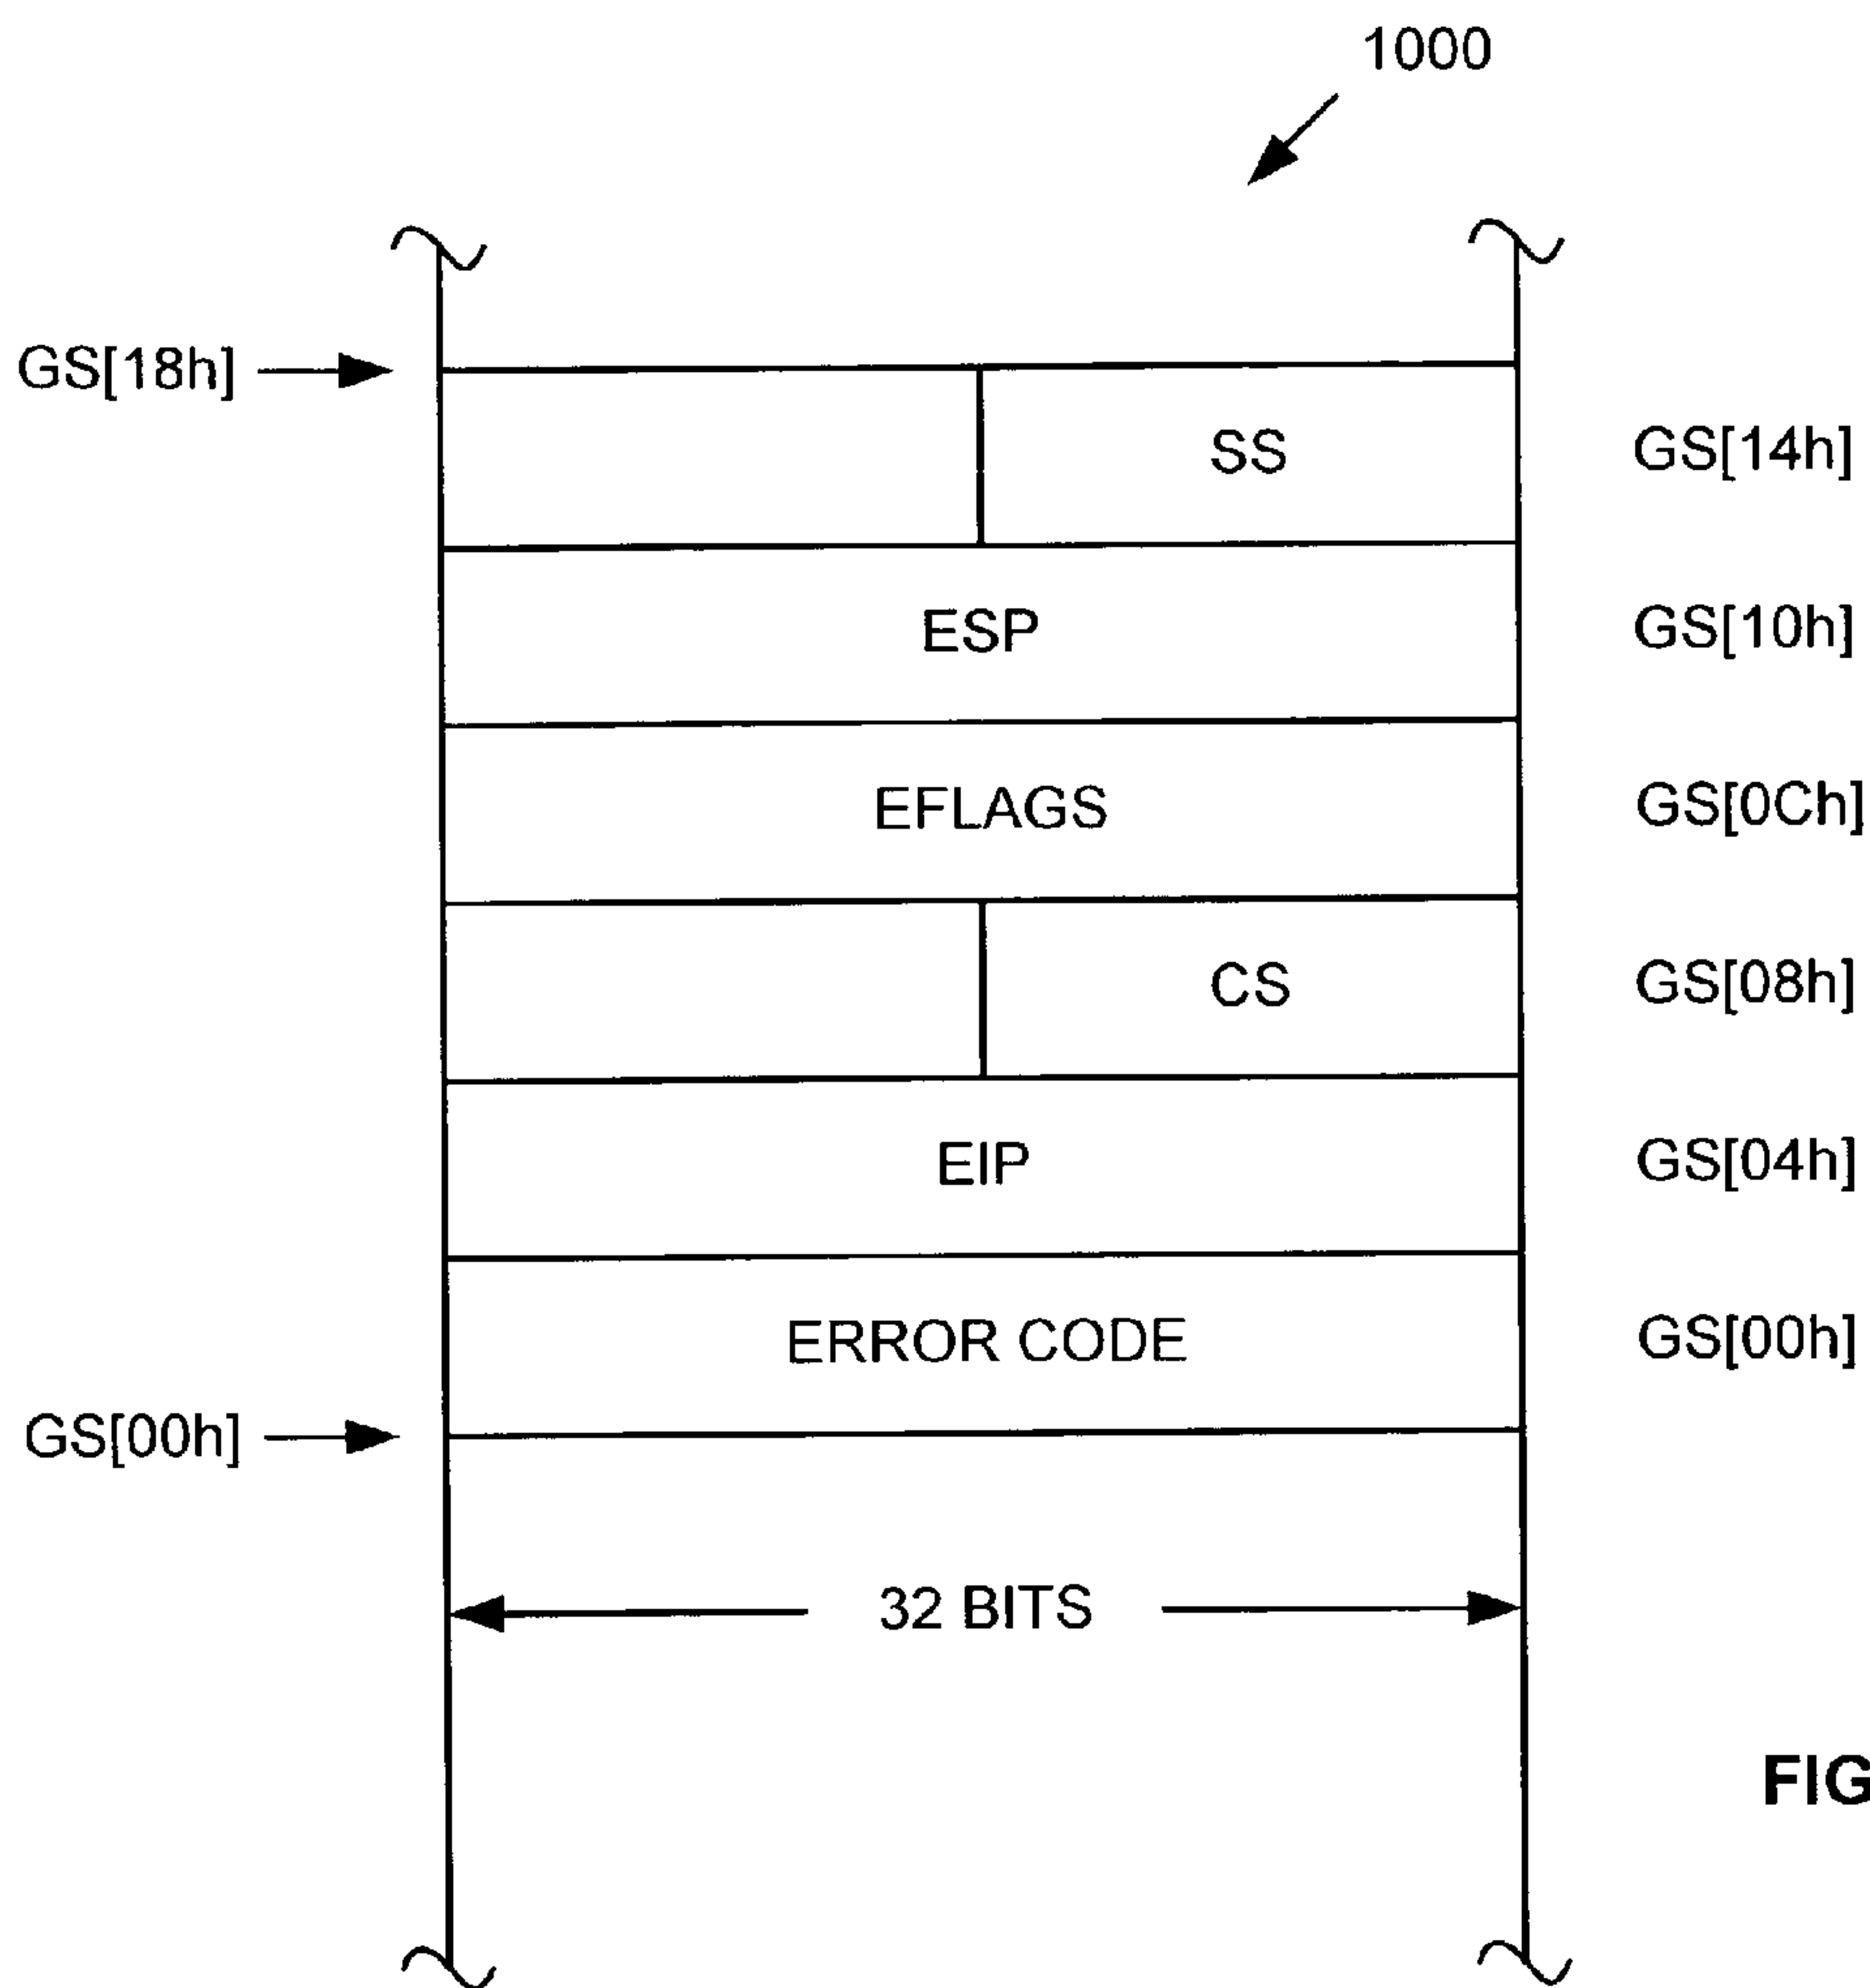 1000
GS[18h]
SS
GS[14h]
ESP
GS[10h]
EFLAGS
GS[0Ch]
CS
GS[08h]
EIP
GS[04h]
ERROR CODE
GS[00h]
GS[00h]
32 BITS
FIG